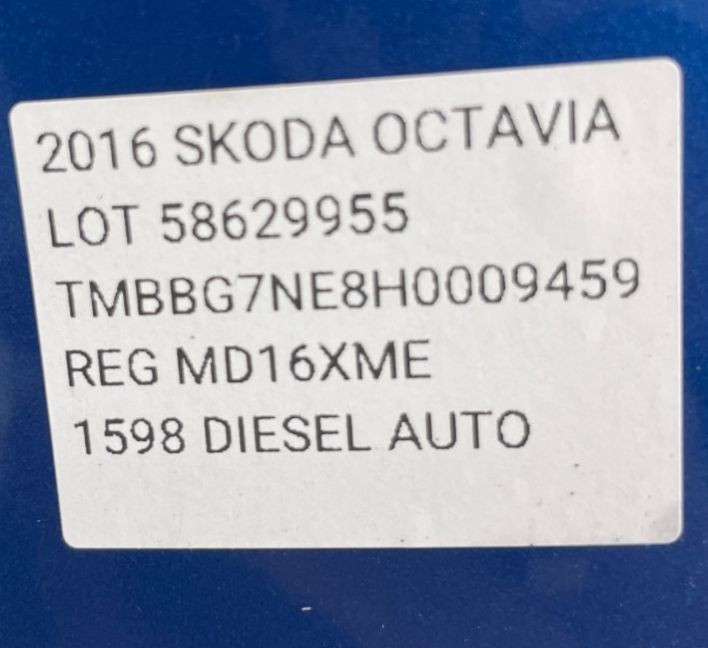 2016 SKODA OCTAVIA
LOT 58629955
TMBBG7NE8H0009459
REG MD16XME
1598 DIESEL AUTO